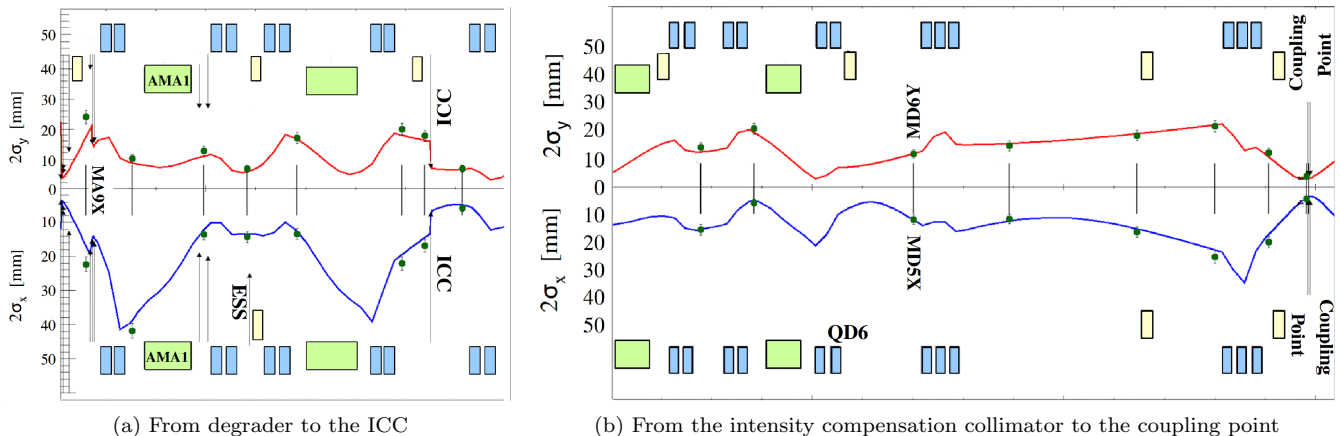 50
40
30
20
10
0
10
20
30
40
50
2σy [mm]
2σx [mm]
AMA1
MA9X
ICC
ICC
ESS
AMA1
(a) From degrader to the ICC
50
40
30
20
10
0
10
20
30
40
50
2σy [mm]
2σx [mm]
MD9Y
MD5X
QD6
Coupling
Point
Coupling
Point
(b) From the intensity compensation collimator to the coupling point